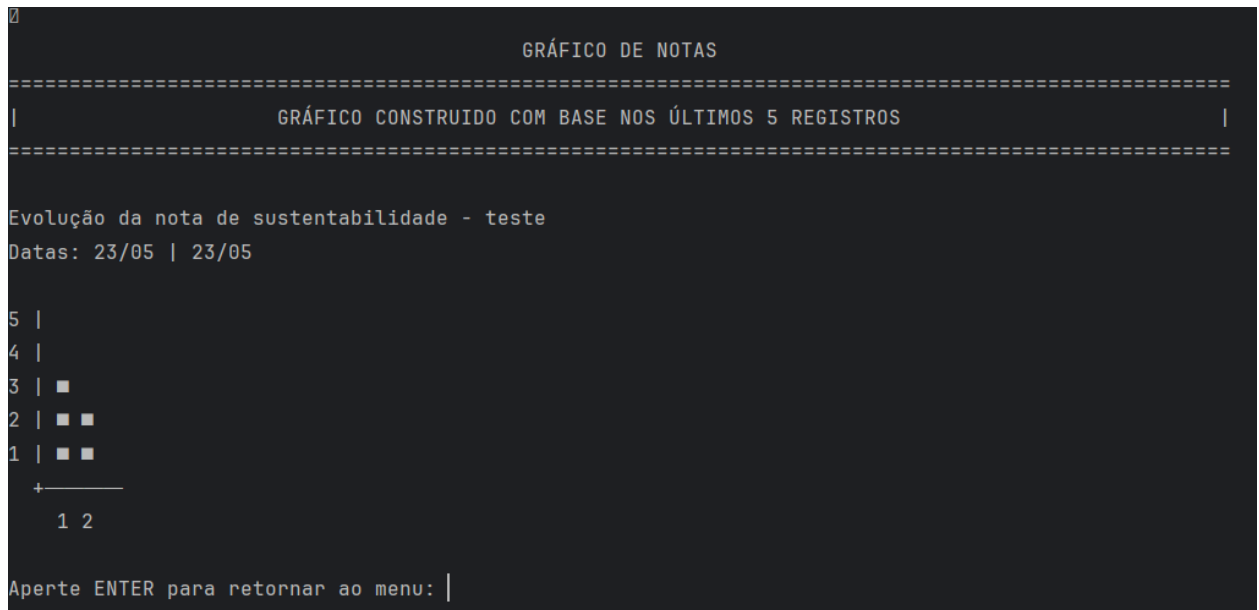 GRÁFICO DE NOTAS
====================================================================================================
| GRÁFICO CONSTRUIDO COM BASE NOS ÚLTIMOS 5 REGISTROS |
====================================================================================================
Evolução da nota de sustentabilidade - teste
Datas: 23/05 | 23/05
5 |
4 |
3 | ■
2 | ■ ■
1 | ■ ■
+──────
1 2
Aperte ENTER para retornar ao menu: